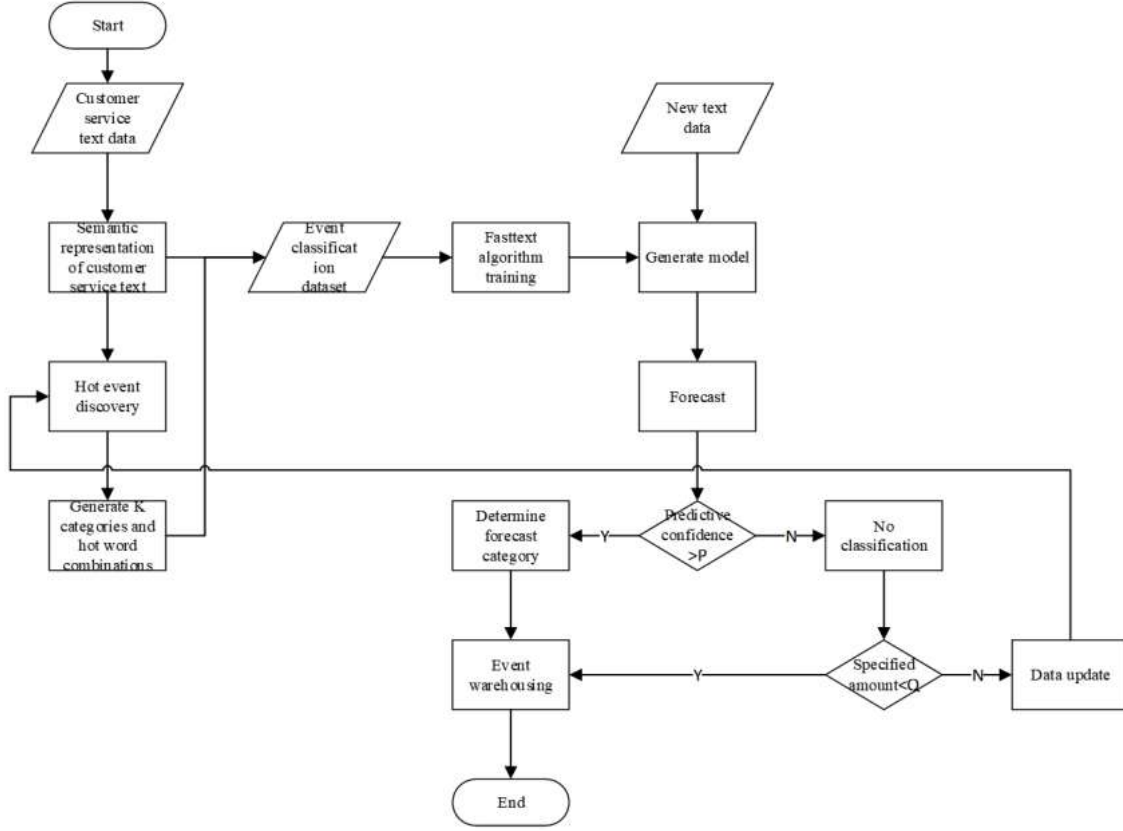 Start
Customer
service
text data
New text
data
Semantic
representation
of customer
service text
Event
classificat
ion
dataset
Fasttext
algorithm
training
Generate model
Hot event
discovery
Forecast
Generate K
categories and
hot word
combinations
Determine
forecast
category
Y
Predictive
confidence
>P
N
No
classification
Event
warehousing
Y
Specified
amount<Q
N
Data update
End